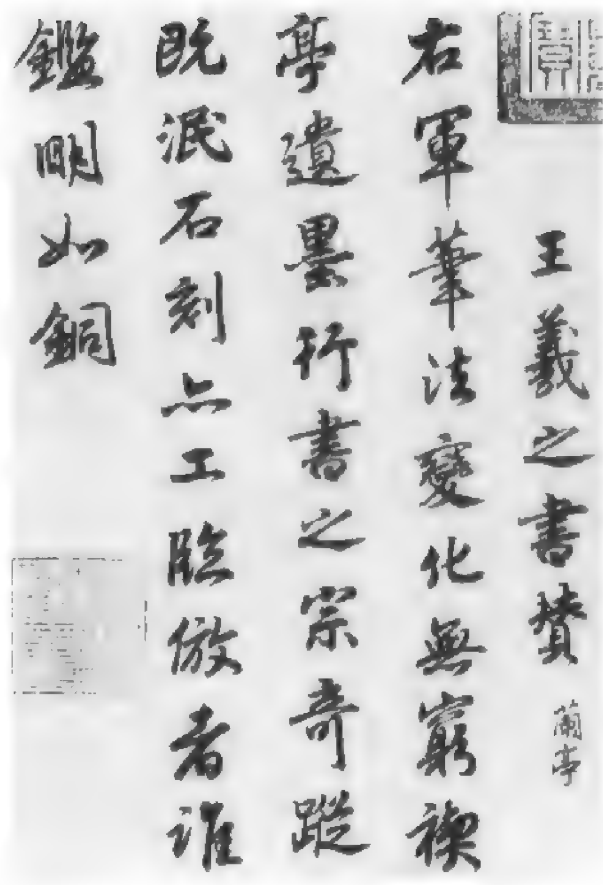 王羲之書贊 蘭亭
右軍筆法變化無窮禊
亭遺墨行書之宗奇蹤
既泯石刻亦工臨倣者誰
鑑明如銅